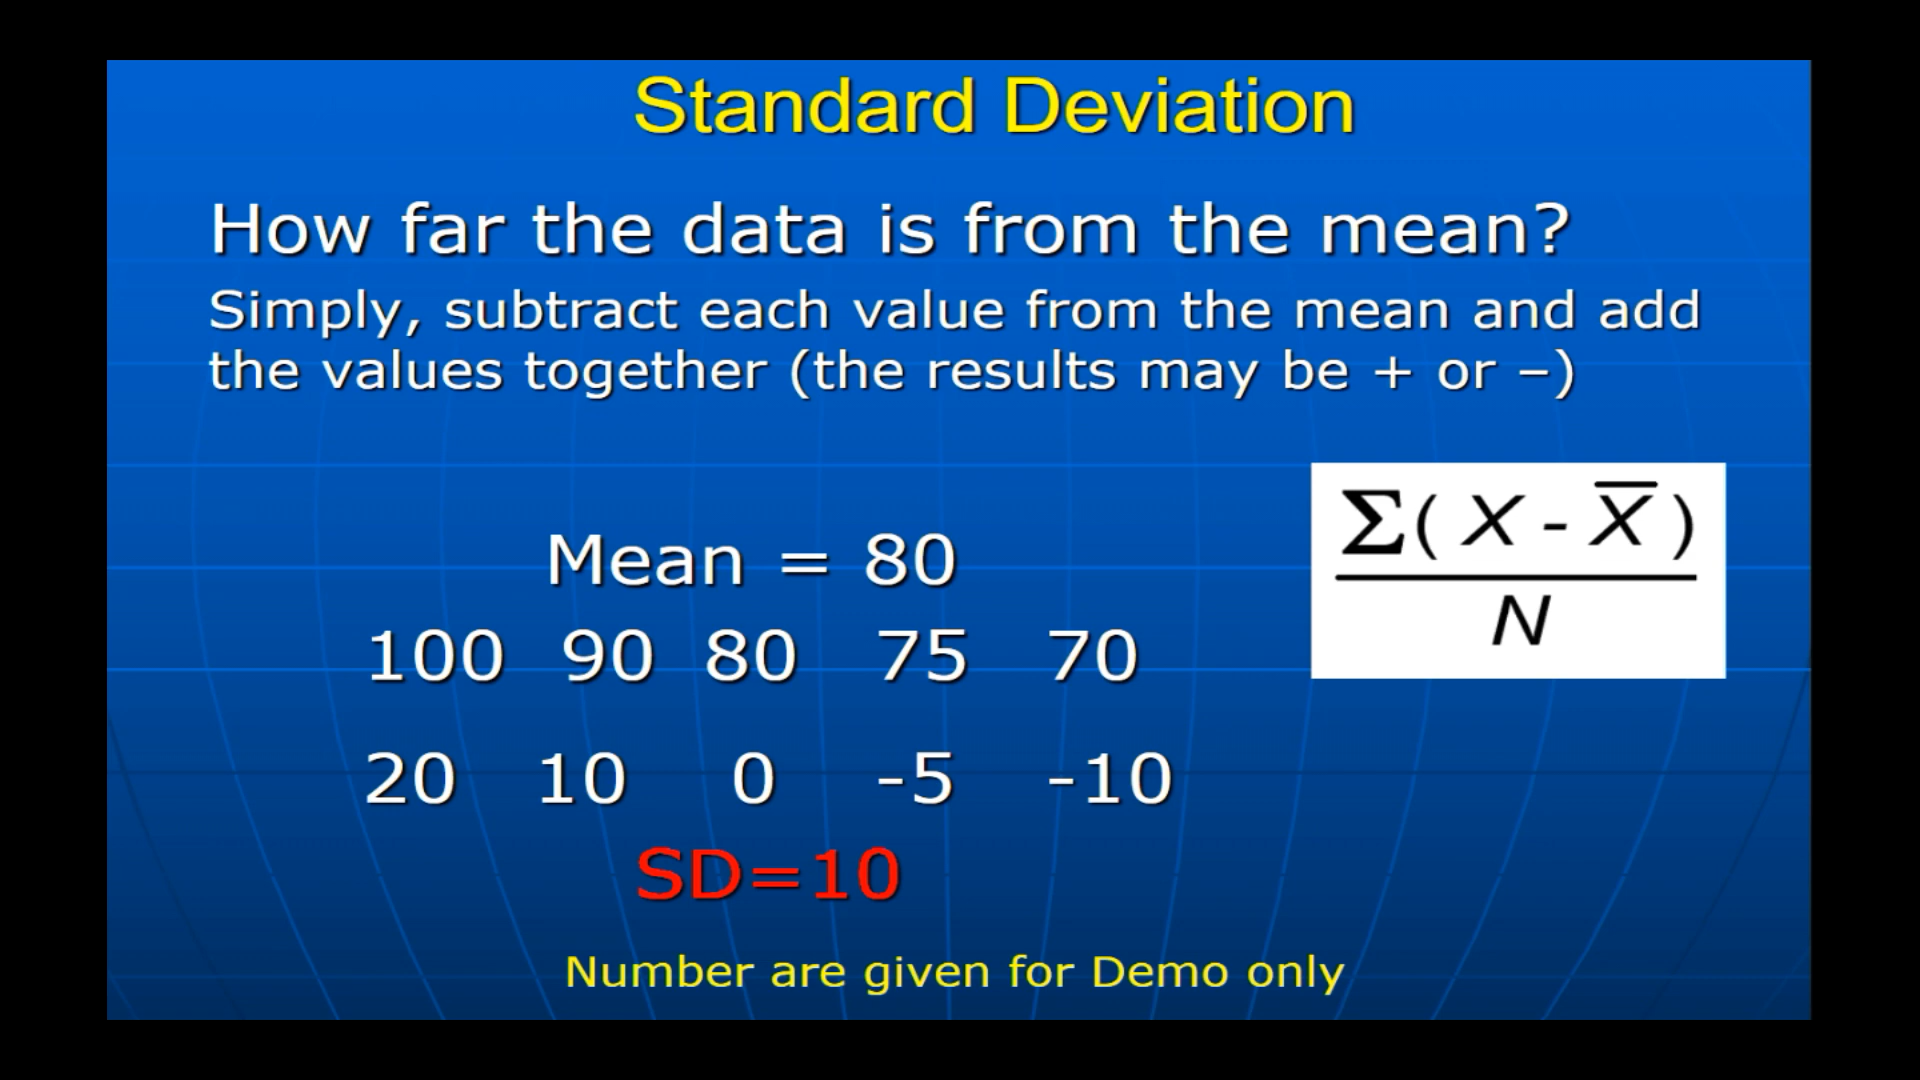 Standard Deviation
How far the data is from the mean?
Simply, subtract each value from the mean and add
the values together (the results may be + or –)
Σ( X - X̅ )
N
Mean = 80
100 90 80 75 70
20 10 0 -5 -10
SD=10
Number are given for Demo only